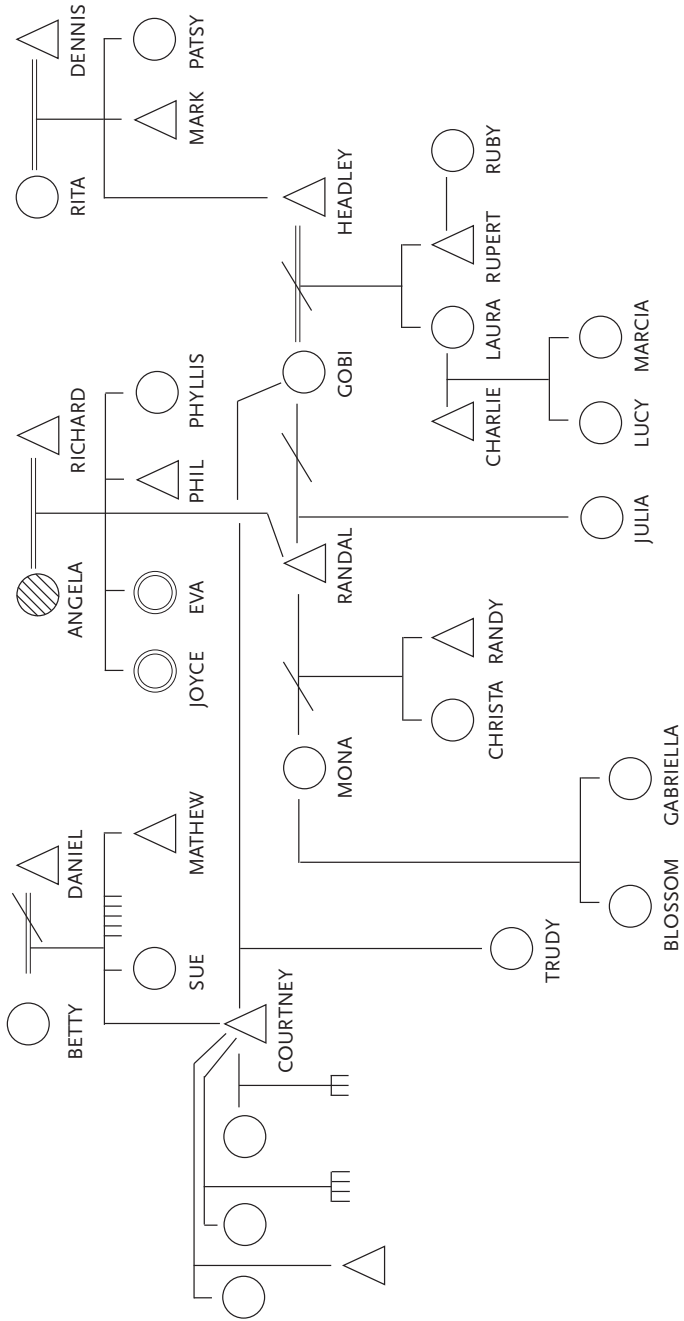 BETTY
DANIEL
ANGELA
RICHARD
RITA
DENNIS
SUE
MATHEW
JOYCE
EVA
PHIL
PHYLLIS
MARK
PATSY
COURTNEY
MONA
RANDAL
GOBI
HEADLEY
CHRISTA
RANDY
CHARLIE
LAURA
RUPERT
RUBY
TRUDY
BLOSSOM
GABRIELLA
JULIA
LUCY
MARCIA